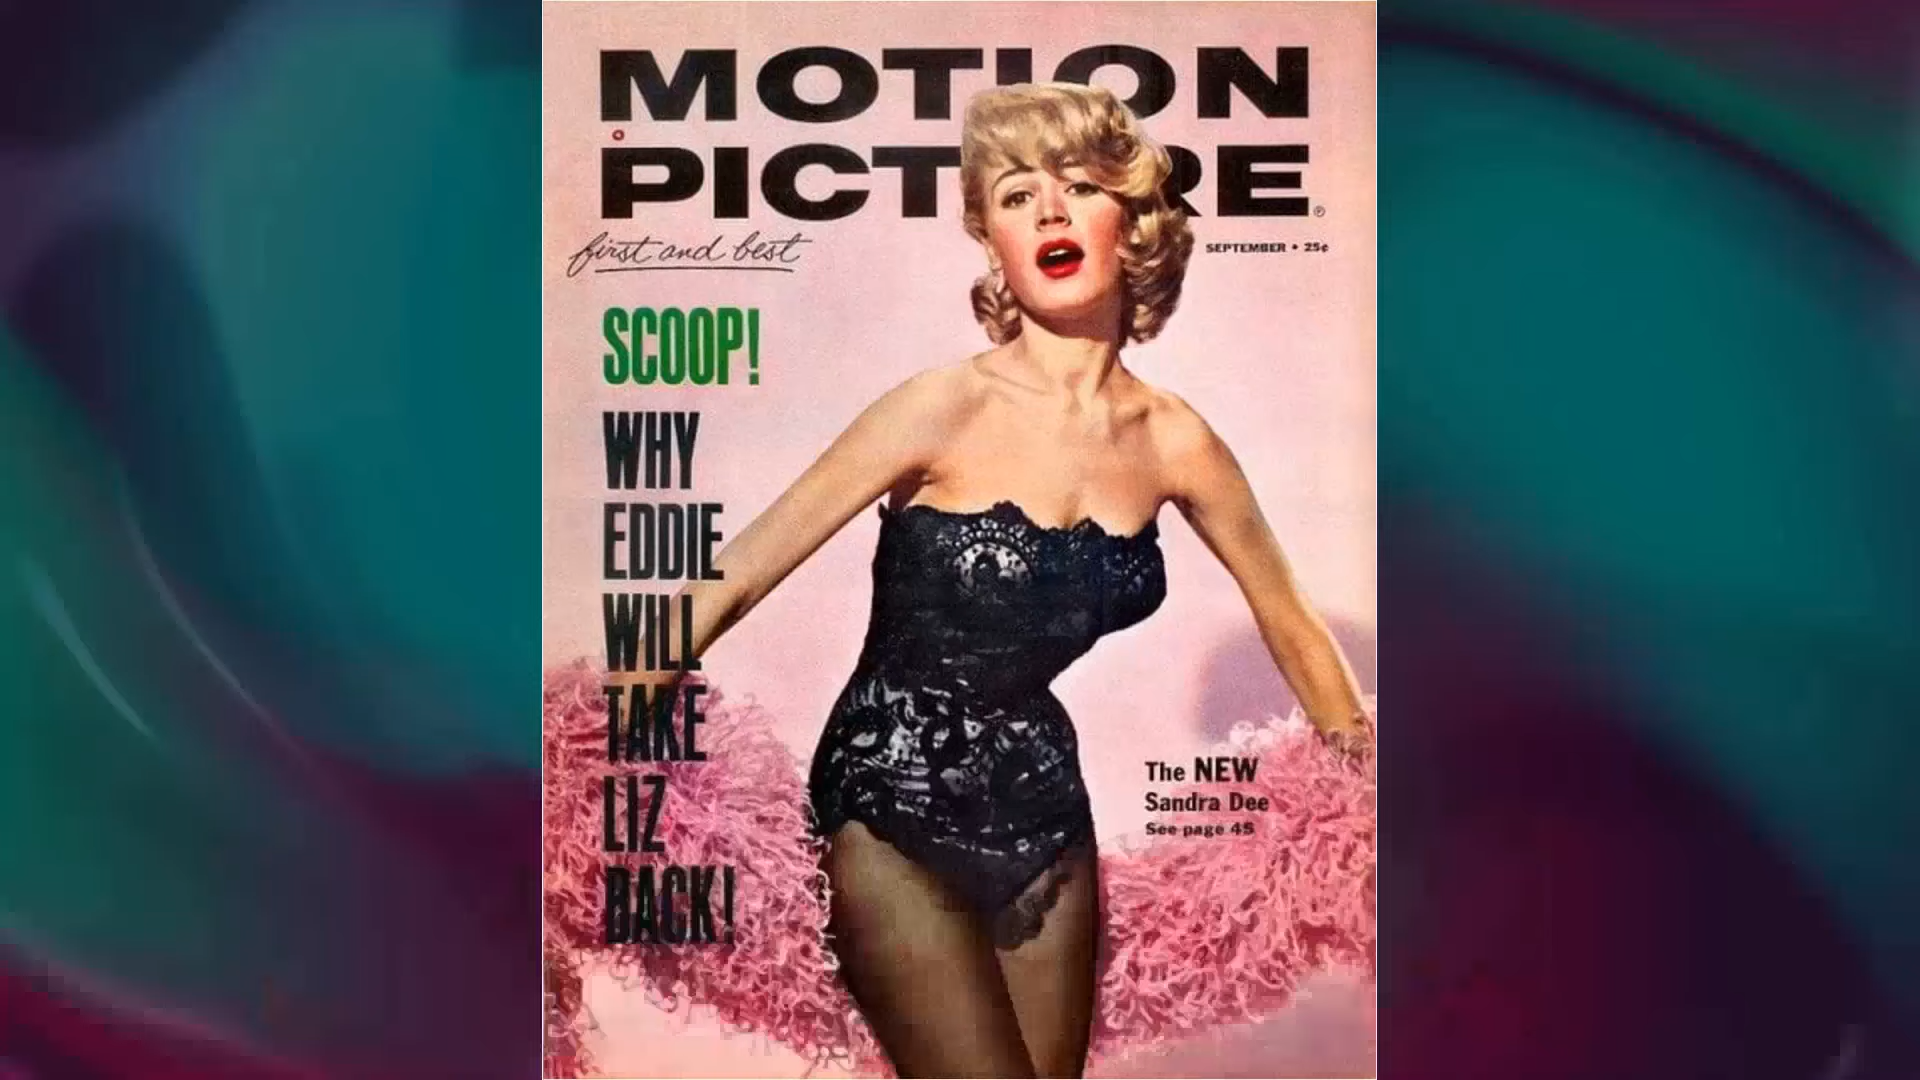 MOTION
PICTURE®
first and best
SEPTEMBER • 25¢
SCOOP!
WHY
EDDIE
WILL
TAKE
LIZ
BACK!
The NEW
Sandra Dee
See page 45